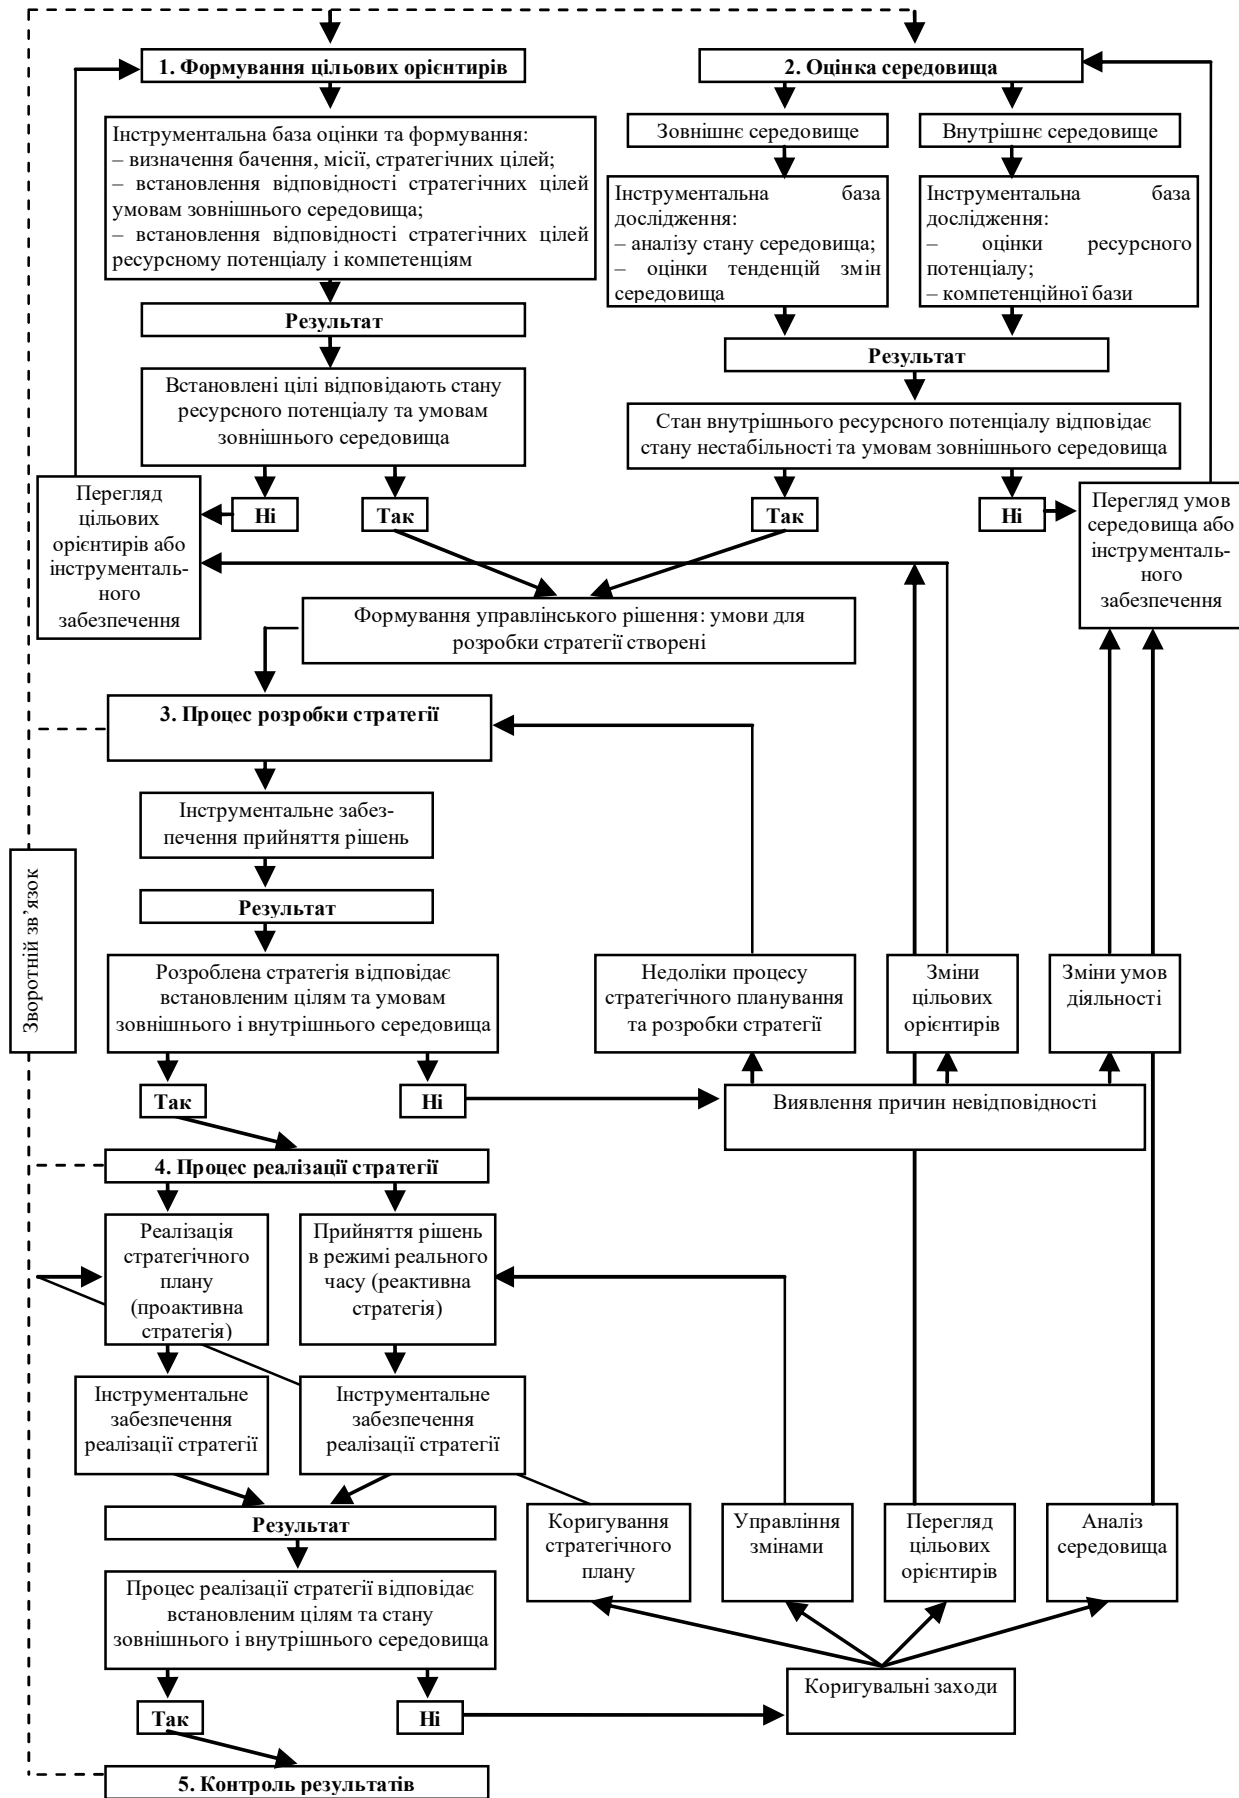 1. Формування цільових орієнтирів
2. Оцінка середовища
Інструментальна база оцінки та формування:
– визначення бачення, місії, стратегічних цілей;
– встановлення відповідності стратегічних цілей
умовам зовнішнього середовища;
– встановлення відповідності стратегічних цілей
ресурсному потенціалу і компетенціям
Зовнішнє середовище
Внутрішнє середовище
Інструментальна база
дослідження:
– аналізу стану середовища;
– оцінки тенденцій змін
середовища
Інструментальна база
дослідження:
– оцінки ресурсного
потенціалу;
– компетенційної бази
Результат
Результат
Встановлені цілі відповідають стану
ресурсного потенціалу та умовам
зовнішнього середовища
Стан внутрішнього ресурсного потенціалу відповідає
стану нестабільності та умовам зовнішнього середовища
Перегляд
цільових
орієнтирів або
інструменталь-
ного
забезпечення
Ні
Так
Так
Ні
Перегляд умов
середовища або
інструменталь-
ного
забезпечення
Формування управлінського рішення: умови для
розробки стратегії створені
3. Процес розробки стратегії
Інструментальне забез-
печення прийняття рішень
Результат
Зворотній зв’язок
Розроблена стратегія відповідає
встановленим цілям та умовам
зовнішнього і внутрішнього середовища
Недоліки процесу
стратегічного планування
та розробки стратегії
Зміни
цільових
орієнтирів
Зміни умов
діяльності
Так
Ні
Виявлення причин невідповідності
4. Процес реалізації стратегії
Реалізація
стратегічного
плану
(проактивна
стратегія)
Прийняття рішень
в режимі реального
часу (реактивна
стратегія)
Інструментальне
забезпечення
реалізації стратегії
Інструментальне
забезпечення
реалізації стратегії
Результат
Коригування
стратегічного
плану
Управління
змінами
Перегляд
цільових
орієнтирів
Аналіз
середовища
Процес реалізації стратегії відповідає
встановленим цілям та стану
зовнішнього і внутрішнього середовища
Так
Ні
Коригувальні заходи
5. Контроль результатів